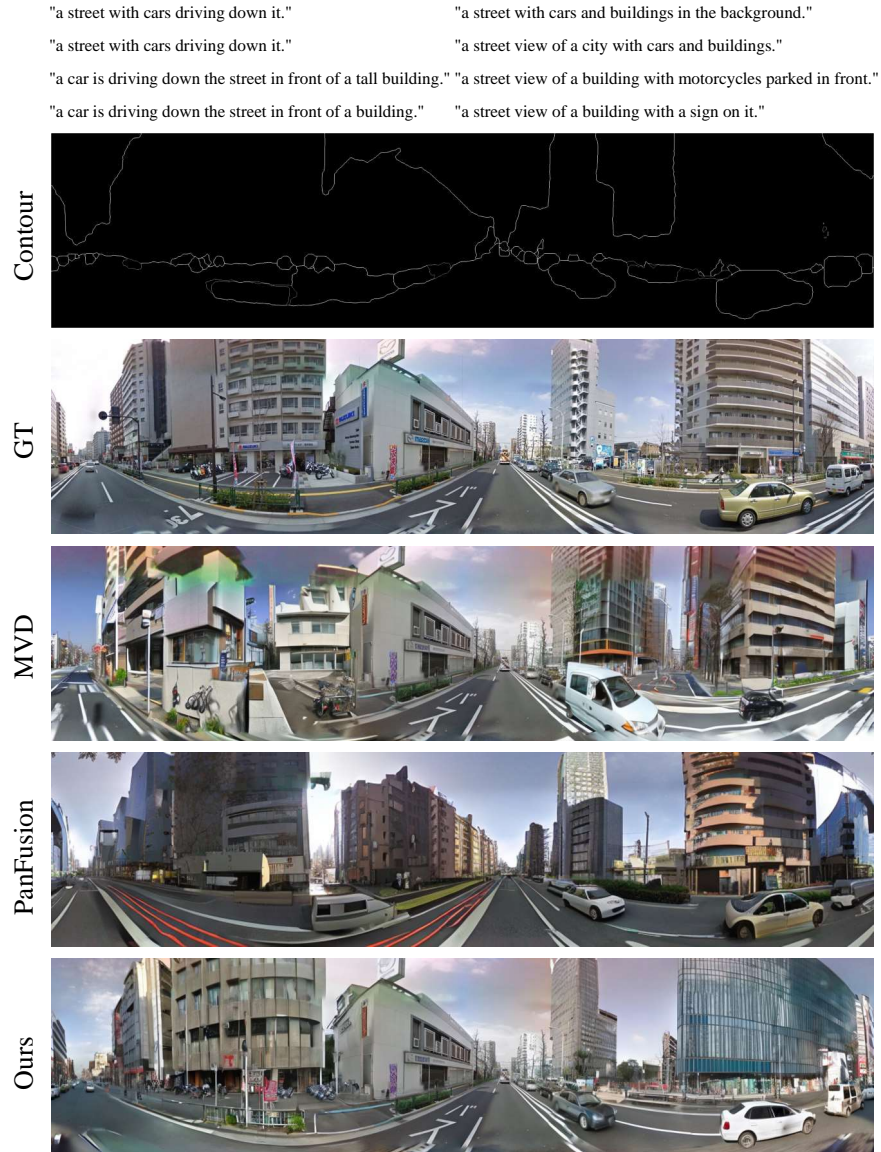 "a street with cars driving down it."
"a street with cars and buildings in the background."
"a street with cars driving down it."
"a street view of a city with cars and buildings."
"a car is driving down the street in front of a tall building."
"a street view of a building with motorcycles parked in front."
"a car is driving down the street in front of a building."
"a street view of a building with a sign on it."
Contour
GT
MVD
PanFusion
Ours